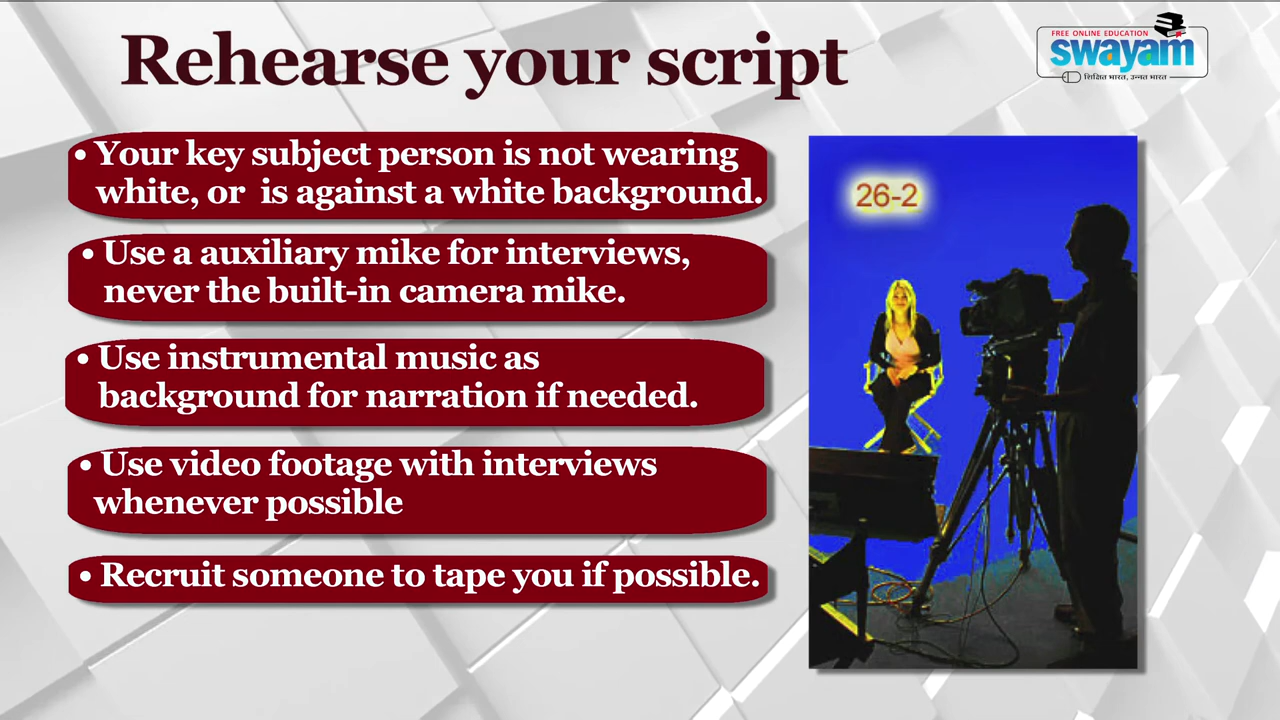 Rehearse your script
FREE ONLINE EDUCATION
swayam
शिक्षित भारत, उन्नत भारत
• Your key subject person is not wearing
white, or  is against a white background.
• Use a auxiliary mike for interviews,
never the built-in camera mike.
• Use instrumental music as
background for narration if needed.
• Use video footage with interviews
whenever possible
• Recruit someone to tape you if possible.
26-2